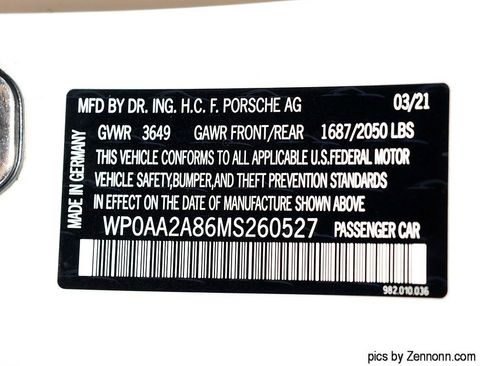 MFD BY DR. ING. H.C. F. PORSCHE AG 03/21
GVWR 3649 GAWR FRONT/REAR 1687/2050 LBS
THIS VEHICLE CONFORMS TO ALL APPLICABLE U.S.FEDERAL MOTOR
VEHICLE SAFETY,BUMPER,AND THEFT PREVENTION STANDARDS
IN EFFECT ON THE DATE OF MANUFACTURE SHOWN ABOVE
WP0AA2A86MS260527 PASSENGER CAR
MADE IN GERMANY
982.010.036
pics by Zennonn.com